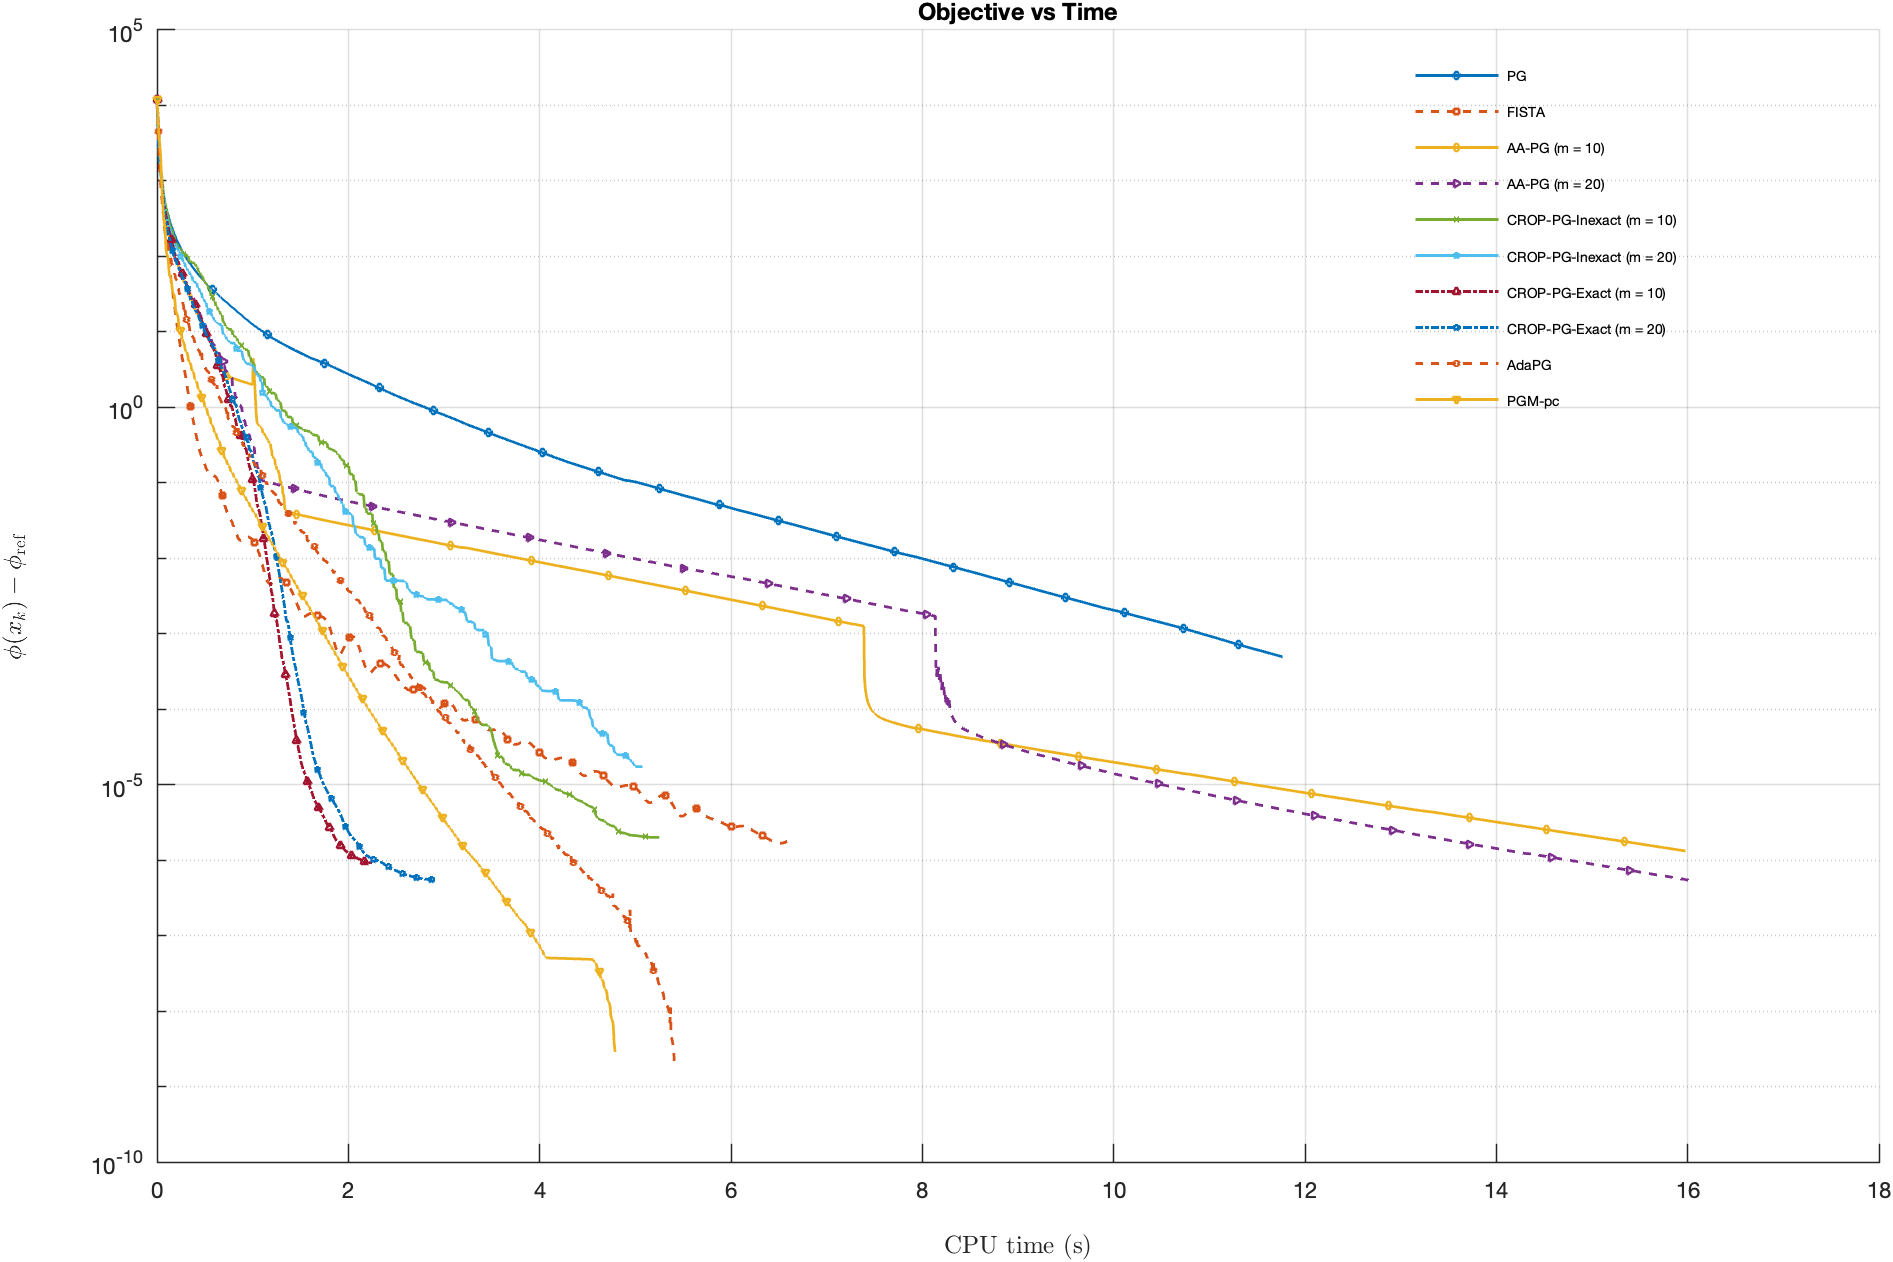 Objective vs Time
10^5
10^0
10^-5
10^-10
ϕ(x_k) − ϕ_ref
PG
FISTA
AA-PG (m = 10)
AA-PG (m = 20)
CROP-PG-Inexact (m = 10)
CROP-PG-Inexact (m = 20)
CROP-PG-Exact (m = 10)
CROP-PG-Exact (m = 20)
AdaPG
PGM-pc
0 2 4 6 8 10 12 14 16 18
CPU time (s)